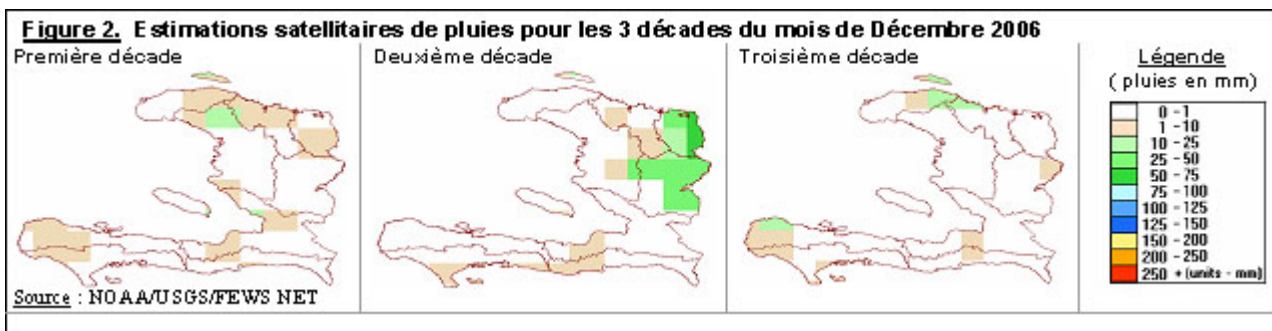 Figure 2. Estimations satellitaires de pluies pour les 3 décades du mois de Décembre 2006
Première décade
Deuxième décade
Troisième décade
Légende
( pluies en mm)
0 - 1
1 - 10
10 - 25
25 - 50
50 - 75
75 - 100
100 - 125
125 - 150
150 - 200
200 - 250
250 + (units - mm)
Source : NOAA/USGS/FEWS NET